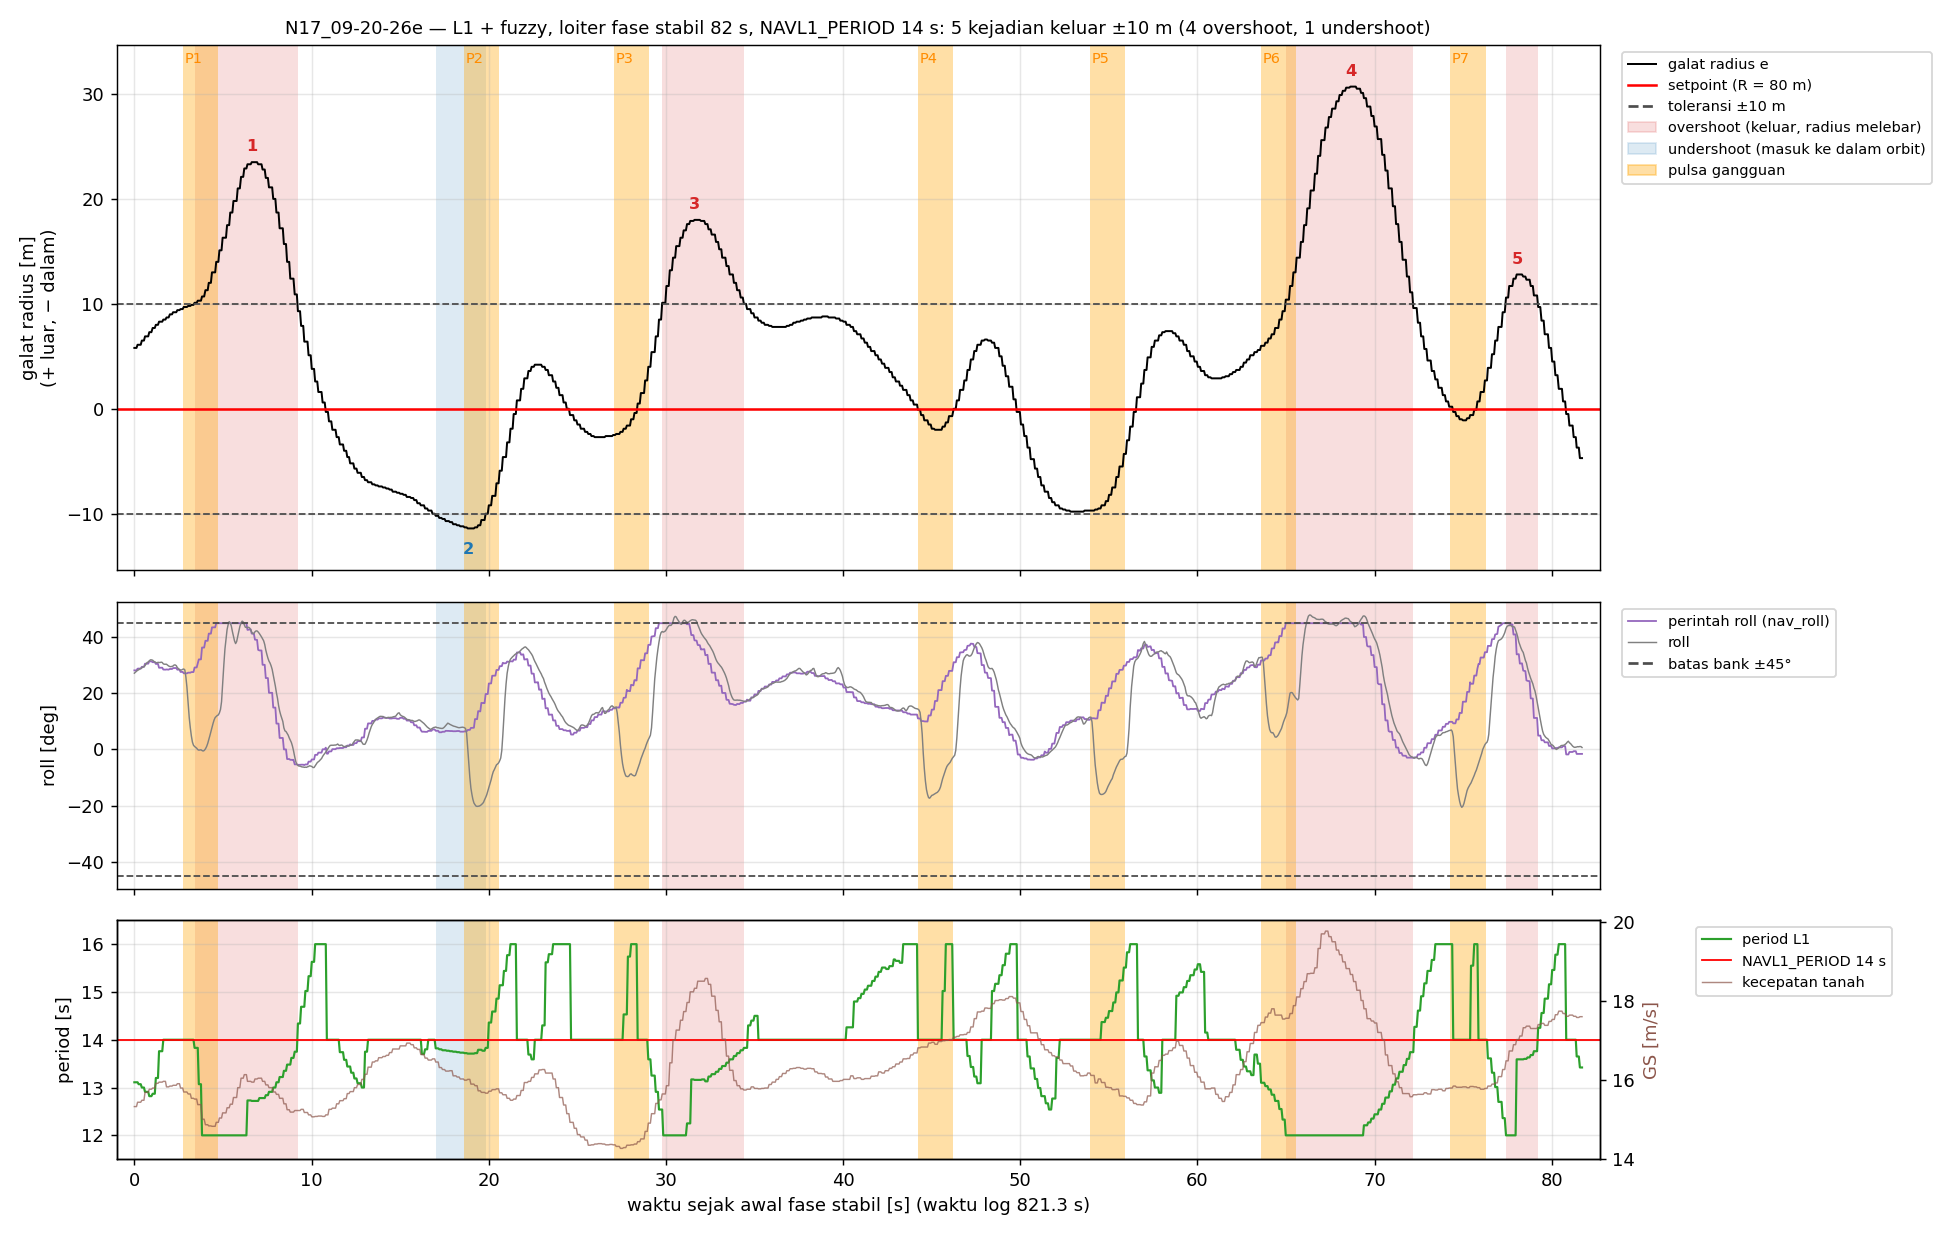 N17_09-20-26e — L1 + fuzzy, loiter fase stabil 82 s, NAVL1_PERIOD 14 s: 5 kejadian keluar ±10 m (4 overshoot, 1 undershoot)
P1 P2 P3 P4 P5 P6 P7
1 2 3 4 5
galat radius [m]
(+ luar, − dalam)
30
20
10
0
−10
galat radius e
setpoint (R = 80 m)
toleransi ±10 m
overshoot (keluar, radius melebar)
undershoot (masuk ke dalam orbit)
pulsa gangguan
roll [deg]
40
20
0
−20
−40
perintah roll (nav_roll)
roll
batas bank ±45°
period [s]
16
15
14
13
12
20
18
16
14
GS [m/s]
period L1
NAVL1_PERIOD 14 s
kecepatan tanah
0 10 20 30 40 50 60 70 80
waktu sejak awal fase stabil [s] (waktu log 821.3 s)